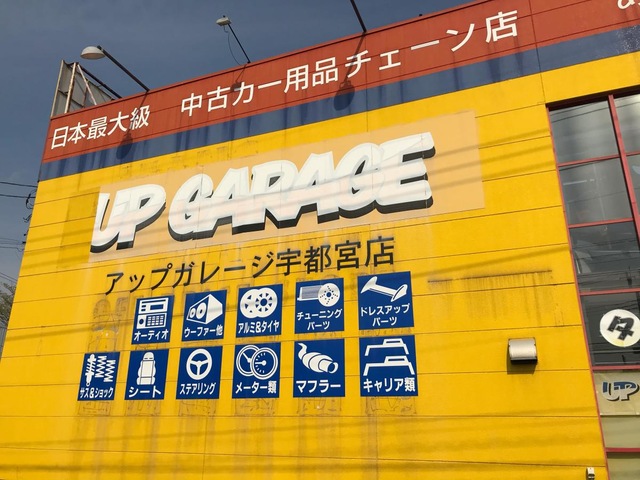 日本最大級 中古カー用品チェーン店
UP GARAGE
アップガレージ宇都宮店
オーディオ
ウーファー他
アルミ&タイヤ
チューニング
パーツ
ドレスアップ
パーツ
サス&ショック
シート
ステアリング
メーター類
マフラー
キャリア類
タ
UP